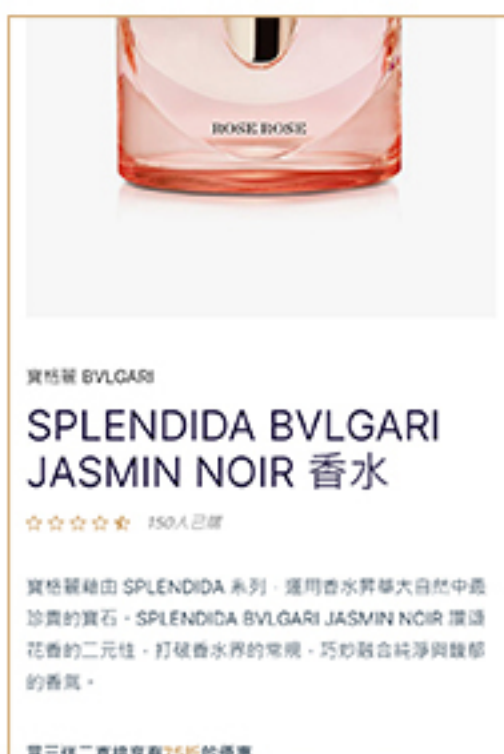 ROSE ROSE
寶格麗 BVLGARI
SPLENDIDA BVLGARI
JASMIN NOIR 香水
150人已購
寶格麗藉由 SPLENDIDA 系列，運用香水昇華大自然中最
珍貴的寶石。SPLENDIDA BVLGARI JASMIN NOIR 讚頌
花香的二元性，打破香水界的常規，巧妙融合純淨與馥郁
的香氣。